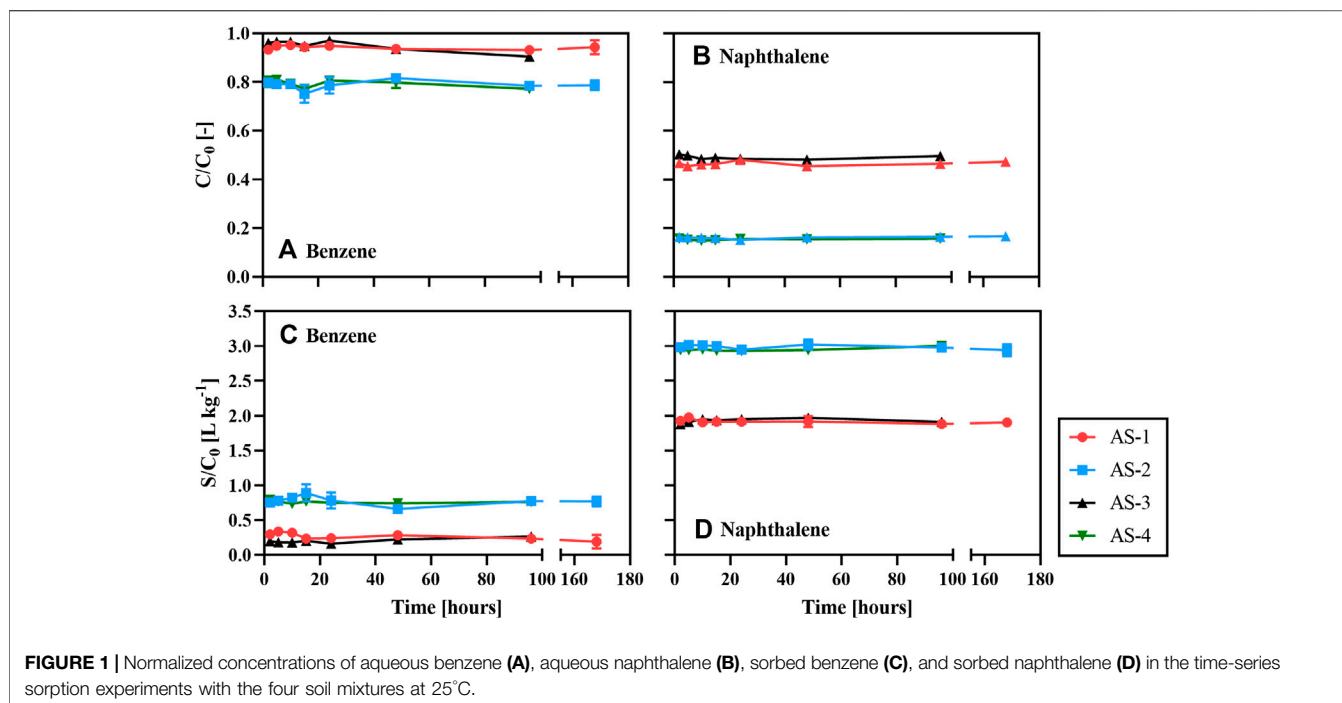 1.0
0.8
0.6
0.4
0.2
0.0
C/C0 [-]
A Benzene
B Naphthalene
3.5
3.0
2.5
2.0
1.5
1.0
0.5
0.0
S/C0 [L kg-1]
C Benzene
D Naphthalene
0 20 40 60 80 100 160 180
0 20 40 60 80 100 160 180
Time [hours]
Time [hours]
AS-1
AS-2
AS-3
AS-4
FIGURE 1 | Normalized concentrations of aqueous benzene (A), aqueous naphthalene (B), sorbed benzene (C), and sorbed naphthalene (D) in the time-series
sorption experiments with the four soil mixtures at 25°C.